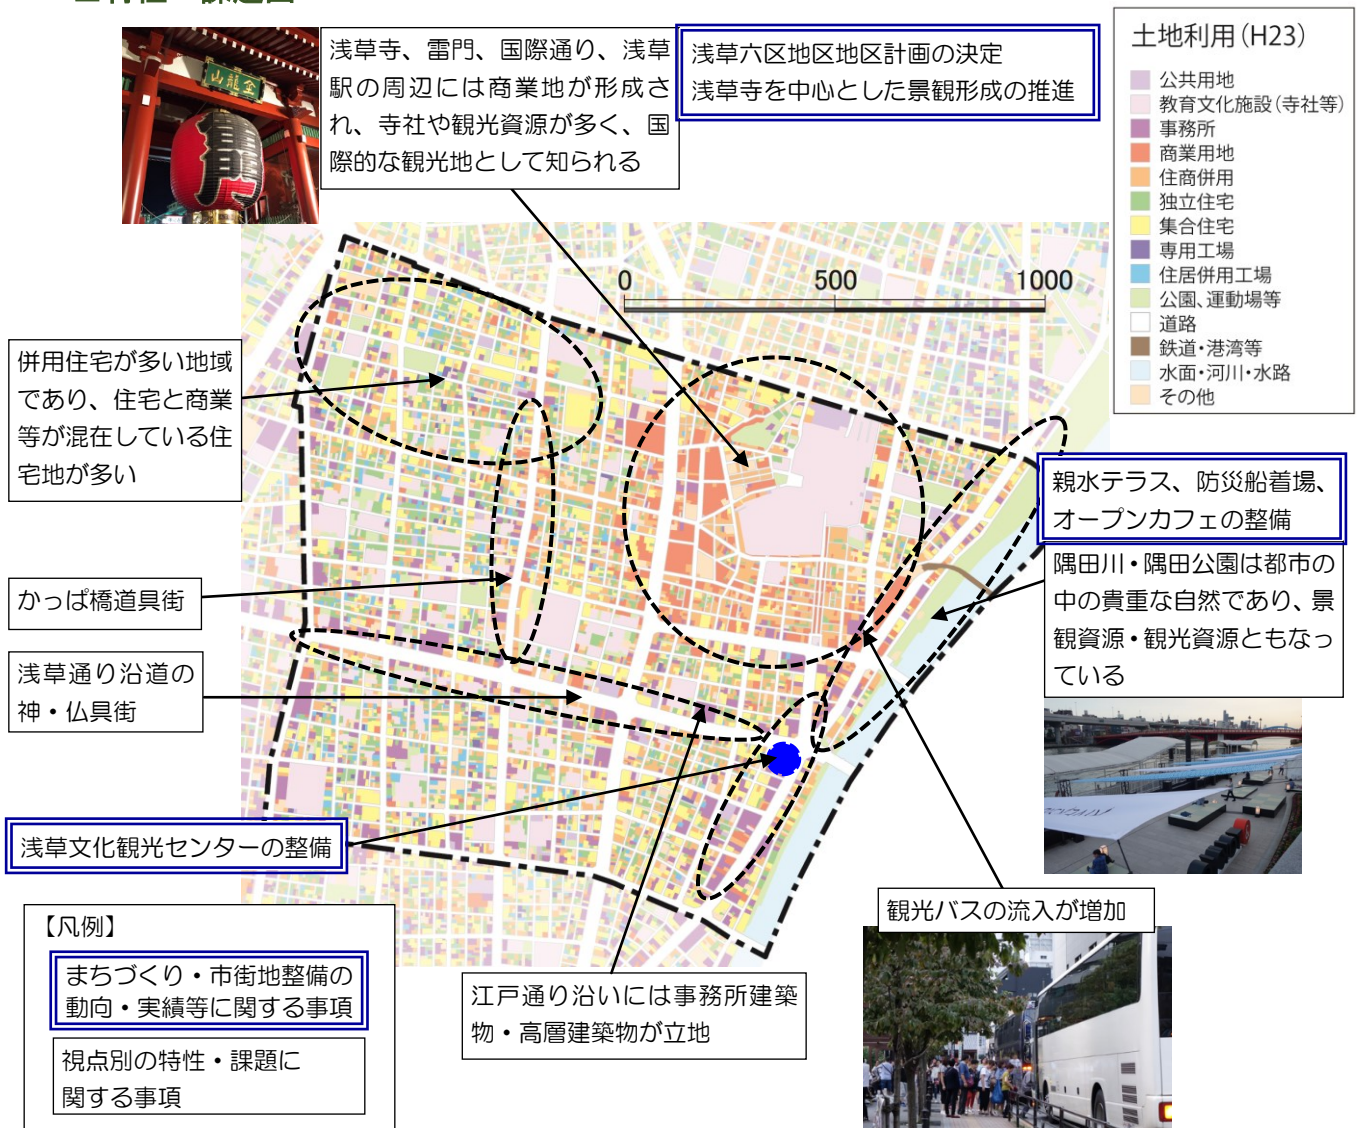 浅草寺、雷門、国際通り、浅草
駅の周辺には商業地が形成さ
れ、寺社や観光資源が多く、国
際的な観光地として知られる
浅草六区地区地区計画の決定
浅草寺を中心とした景観形成の推進
土地利用(H23)
公共用地
教育文化施設(寺社等)
事務所
商業用地
住商併用
独立住宅
集合住宅
専用工場
住居併用工場
公園、運動場等
道路
鉄道・港湾等
水面・河川・水路
その他
金龍山
0 500 1000
併用住宅が多い地域
であり、住宅と商業
等が混在している住
宅地が多い
親水テラス、防災船着場、
オープンカフェの整備
隅田川・隅田公園は都市の
中の貴重な自然であり、景
観資源・観光資源ともなっ
ている
かっぱ橋道具街
浅草通り沿道の
神・仏具街
浅草文化観光センターの整備
観光バスの流入が増加
江戸通り沿いには事務所建築
物・高層建築物が立地
【凡例】
まちづくり・市街地整備の
動向・実績等に関する事項
視点別の特性・課題に
関する事項